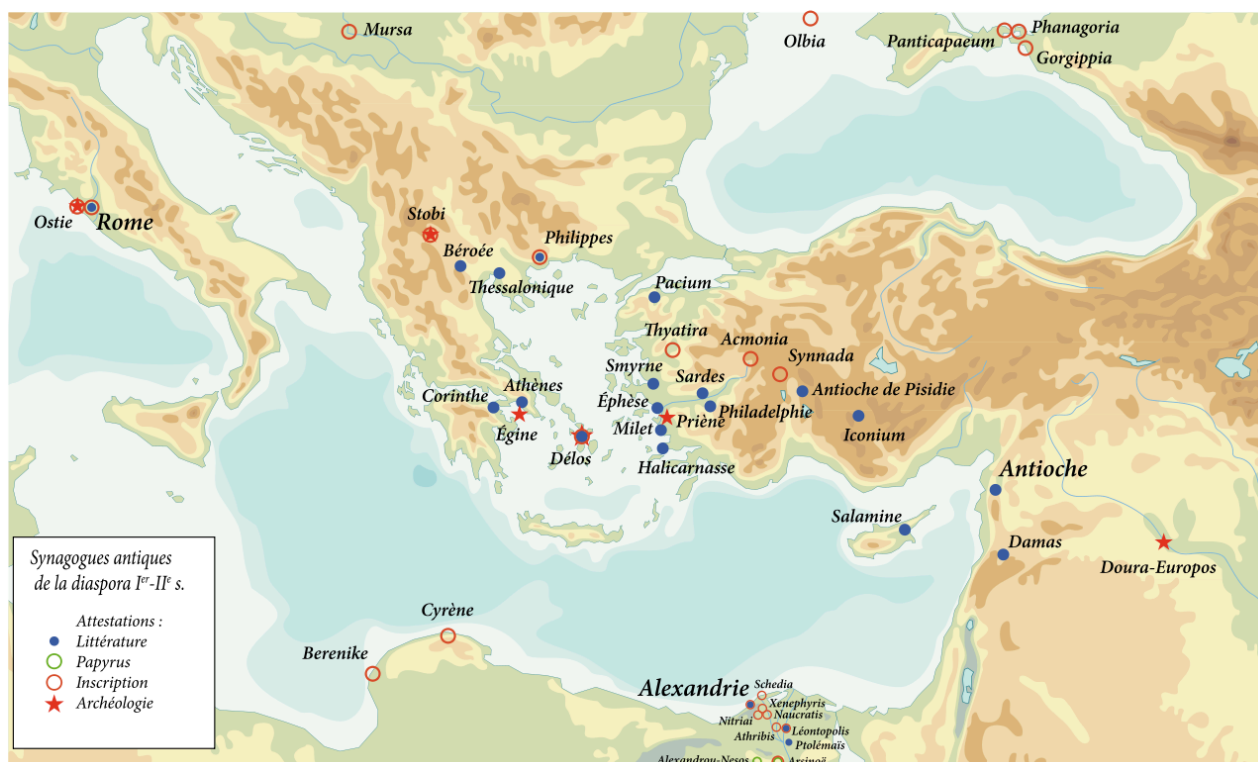 Mursa
Olbia
Panticapaeum
Phanagoria
Gorgippia
Ostie
Rome
Stobi
Béroée
Philippes
Thessalonique
Pacium
Thyatira
Acmonia
Synnada
Smyrne
Sardes
Antioche de Pisidie
Corinthe
Athènes
Éphèse
Priène
Philadelphie
Égine
Milet
Iconium
Délos
Halicarnasse
Antioche
Salamine
Damas
Doura-Europos
Synagogues antiques
de la diaspora Ier-IIe s.
Attestations :
Littérature
Papyrus
Inscription
Archéologie
Cyrène
Berenike
Alexandrie
Schedia
Xenephyris
Naucratis
Nitriai
Athribis
Léontopolis
Ptolémaïs
Alexandrou-Nesos
Arsinoë